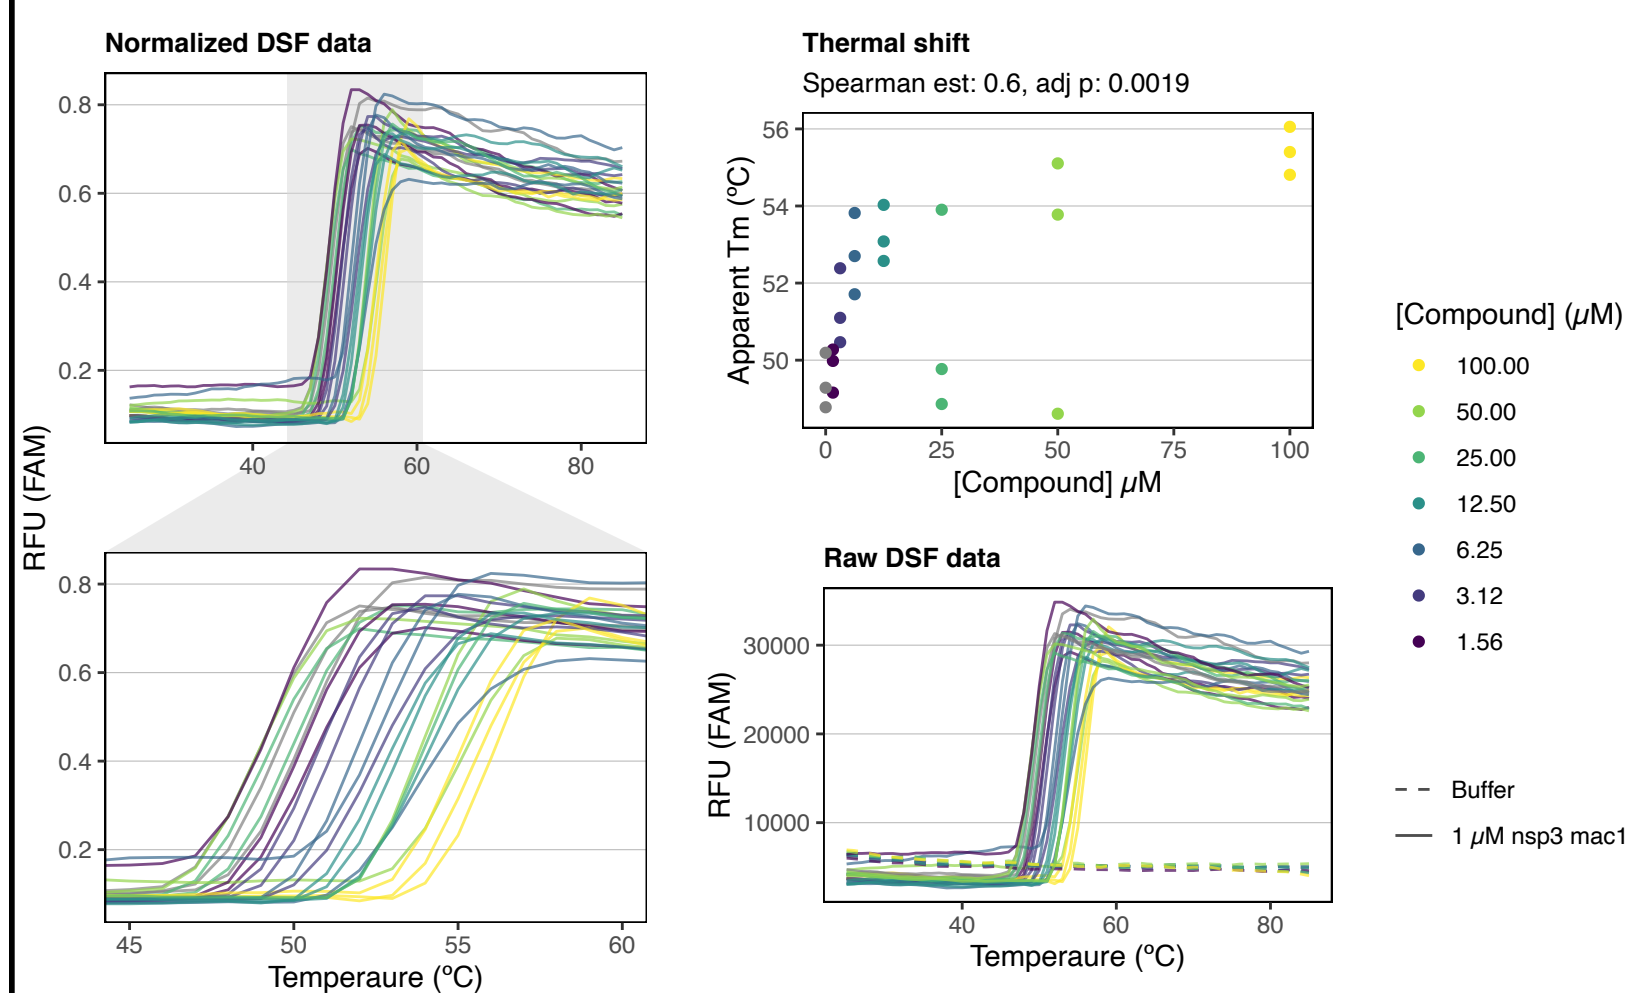 Normalized DSF data
0.8
0.6
0.4
0.2
40
60
80
RFU (FAM)
0.8
0.6
0.4
0.2
45
50
55
60
Temperaure (ºC)
Thermal shift
Spearman est: 0.6, adj p: 0.0019
Apparent Tm (ºC)
56
54
52
50
0
25
50
75
100
[Compound] µM
Raw DSF data
RFU (FAM)
30000
20000
10000
40
60
80
Temperaure (ºC)
[Compound] (µM)
100.00
50.00
25.00
12.50
6.25
3.12
1.56
Buffer
1 µM nsp3 mac1